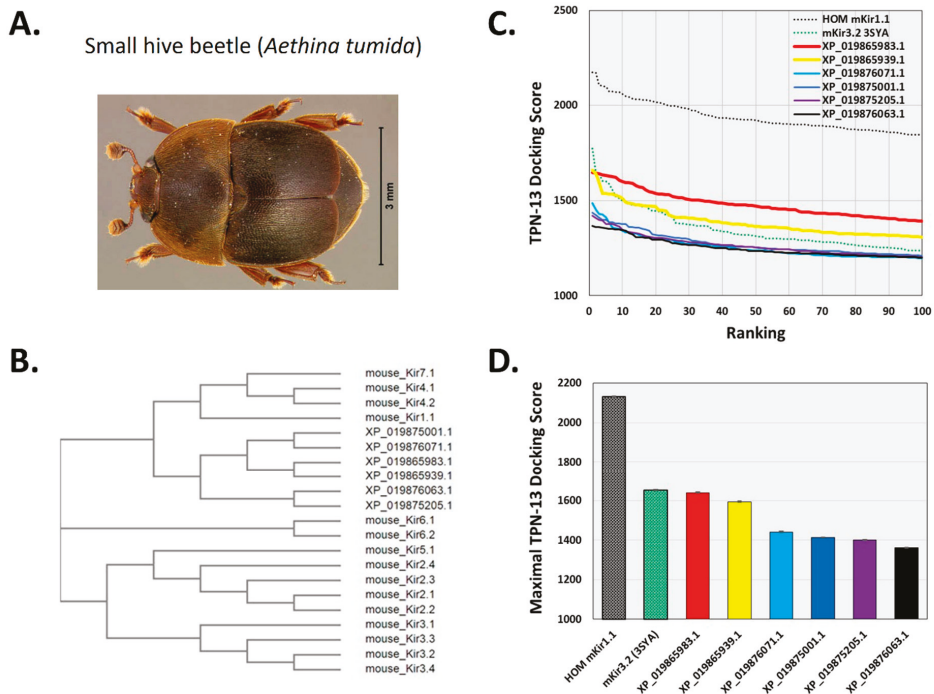 A.
Small hive beetle (Aethina tumida)
3 mm
B.
mouse_Kir7.1
mouse_Kir4.1
mouse_Kir4.2
mouse_Kir1.1
XP_019875001.1
XP_019876071.1
XP_019865983.1
XP_019865939.1
XP_019876063.1
XP_019875205.1
mouse_Kir6.1
mouse_Kir6.2
mouse_Kir5.1
mouse_Kir2.4
mouse_Kir2.3
mouse_Kir2.1
mouse_Kir2.2
mouse_Kir3.1
mouse_Kir3.3
mouse_Kir3.2
mouse_Kir3.4
C.
TPN-13 Docking Score
2500
2000
1500
1000
0 10 20 30 40 50 60 70 80 90 100
Ranking
HOM mKir1.1
mKir3.2 3SYA
XP_019865983.1
XP_019865939.1
XP_019876071.1
XP_019875001.1
XP_019875205.1
XP_019876063.1
D.
Maximal TPN-13 Docking Score
2200
2000
1800
1600
1400
1200
1000
HOM mKir1.1
mKir3.2 (3SYA)
XP_019865983.1
XP_019865939.1
XP_019876071.1
XP_019875001.1
XP_019875205.1
XP_019876063.1